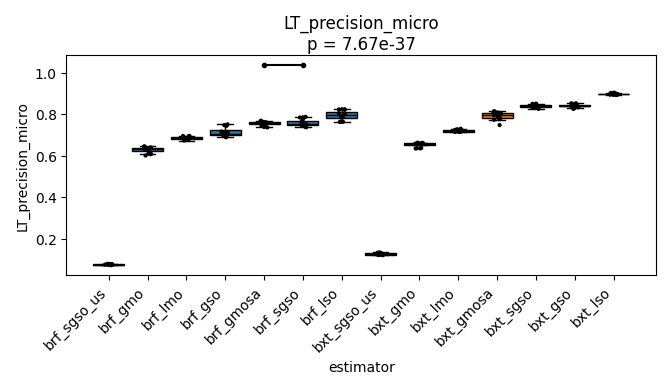 LT_precision_micro
p = 7.67e-37
LT_precision_micro
1.0
0.8
0.6
0.4
0.2
brf_sgso_us
brf_gmo
brf_lmo
brf_gso
brf_gmosa
brf_sgso
brf_lso
bxt_sgso_us
bxt_gmo
bxt_lmo
bxt_gmosa
bxt_sgso
bxt_gso
bxt_lso
estimator